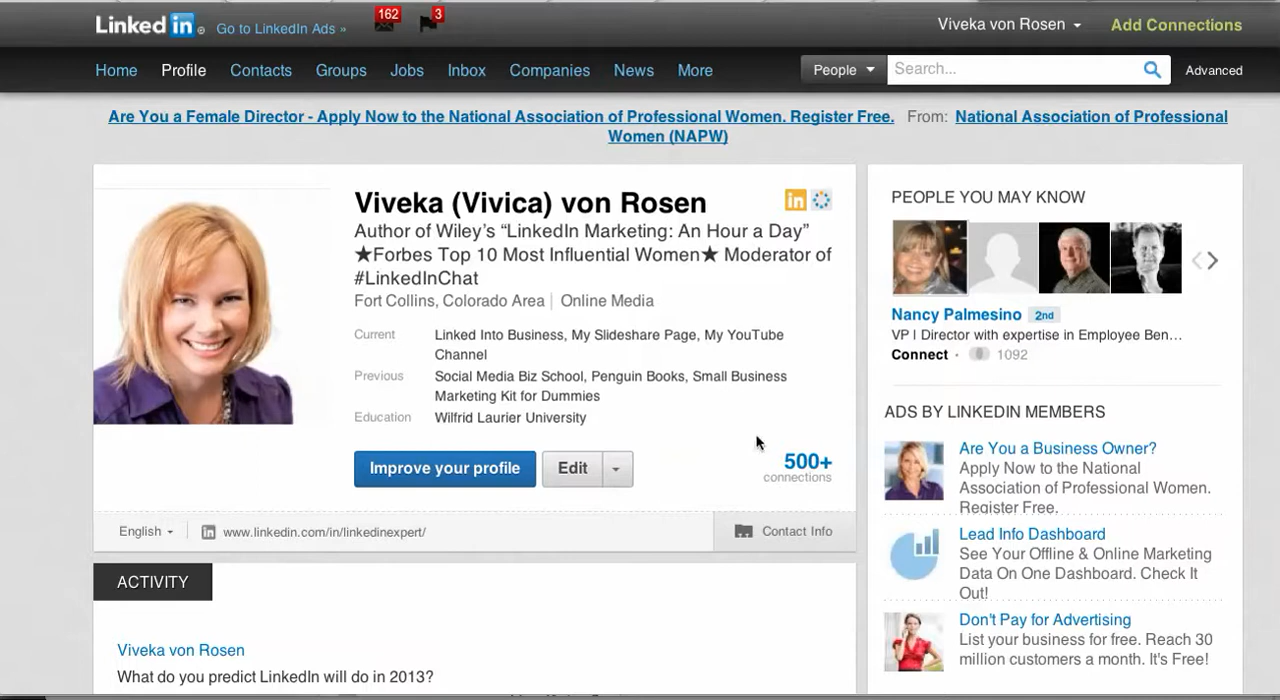 Linked in Go to LinkedIn Ads » 162 3 Viveka von Rosen Add Connections
Home Profile Contacts Groups Jobs Inbox Companies News More People Search... Advanced
Are You a Female Director - Apply Now to the National Association of Professional Women. Register Free. From: National Association of Professional
Women (NAPW)
Viveka (Vivica) von Rosen in
Author of Wiley's “LinkedIn Marketing: An Hour a Day”
★Forbes Top 10 Most Influential Women★ Moderator of
#LinkedInChat
Fort Collins, Colorado Area | Online Media
Current Linked Into Business, My Slideshare Page, My YouTube
Channel
Previous Social Media Biz School, Penguin Books, Small Business
Marketing Kit for Dummies
Education Wilfrid Laurier University
Improve your profile Edit 500+
connections
English in www.linkedin.com/in/linkedinexpert/ Contact Info
ACTIVITY
Viveka von Rosen
What do you predict LinkedIn will do in 2013?
PEOPLE YOU MAY KNOW
Nancy Palmesino 2nd
VP | Director with expertise in Employee Ben...
Connect · 1092
ADS BY LINKEDIN MEMBERS
Are You a Business Owner?
Apply Now to the National
Association of Professional Women.
Register Free.
Lead Info Dashboard
See Your Offline & Online Marketing
Data On One Dashboard. Check It
Out!
Don't Pay for Advertising
List your business for free. Reach 30
million customers a month. It's Free!